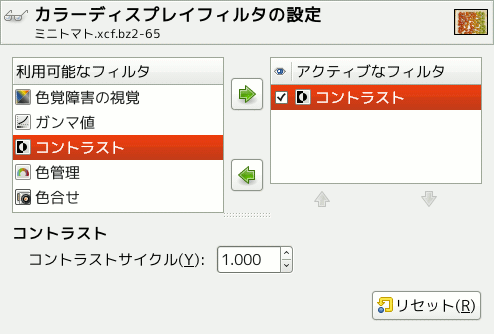 カラーディスプレイフィルタの設定
ミニトマト.xcf.bz2-65
利用可能なフィルタ
色覚障害の視覚
ガンマ値
コントラスト
色管理
色合せ
アクティブなフィルタ
コントラスト
コントラスト
コントラストサイクル(Y): 1.000
リセット(R)